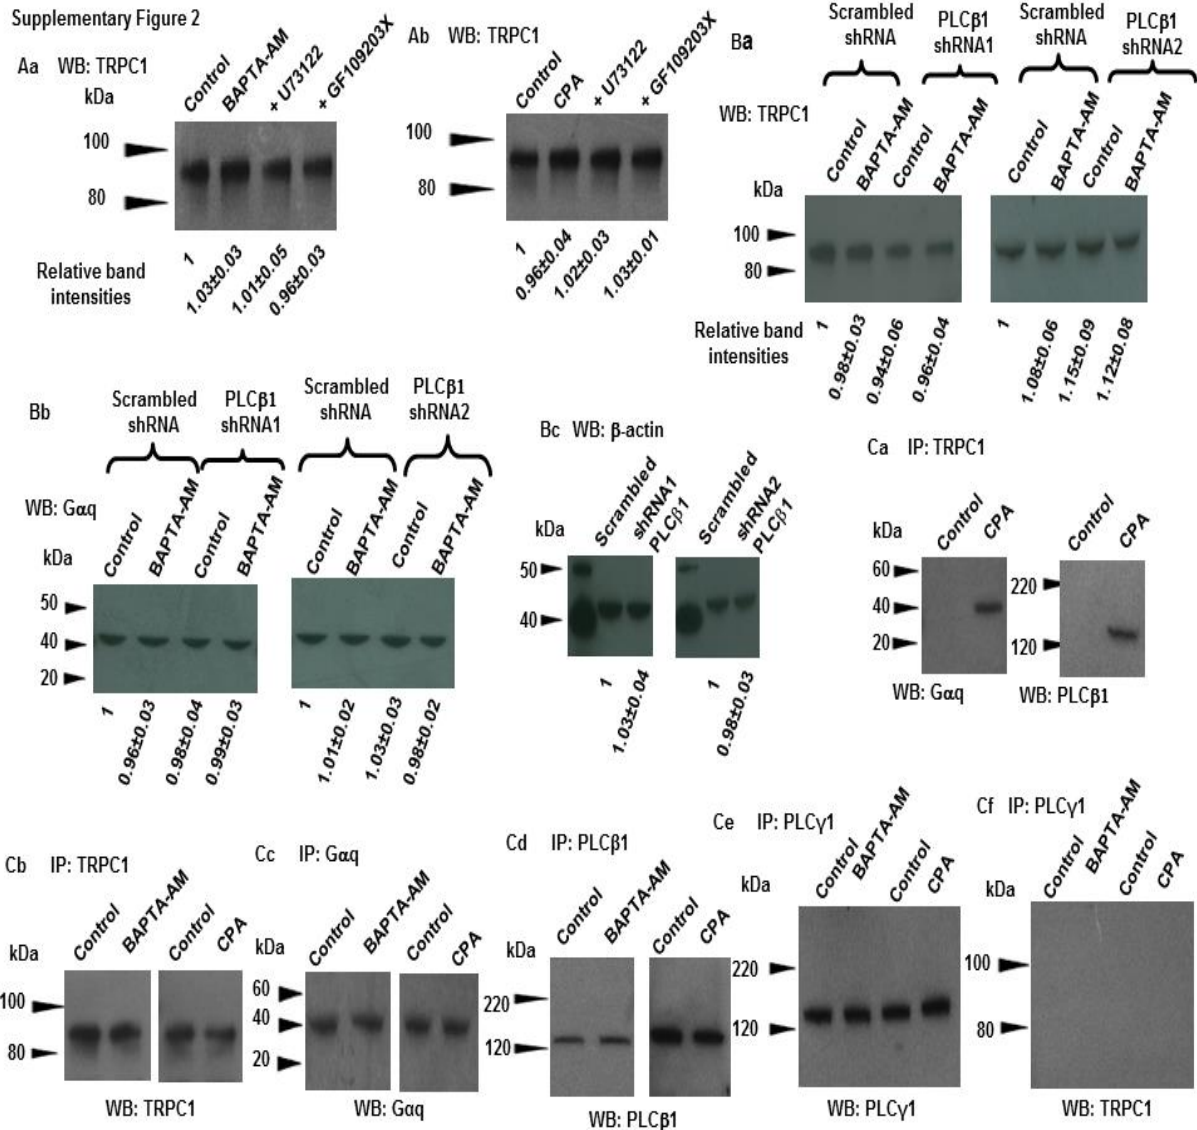 Supplementary Figure 2
Aa WB: TRPC1
kDa
Control
BAPTA-AM
+ U73122
+ GF109203X
100
80
Relative band
intensities
1
1.03±0.03
1.01±0.05
0.96±0.03
Ab WB: TRPC1
Control
CPA
+ U73122
+ GF109203X
100
80
1
0.96±0.04
1.02±0.03
1.03±0.01
Ba
Scrambled
shRNA
PLCβ1
shRNA1
Scrambled
shRNA
PLCβ1
shRNA2
WB: TRPC1
Control
BAPTA-AM
Control
BAPTA-AM
Control
BAPTA-AM
Control
BAPTA-AM
kDa
100
80
Relative band
intensities
1
0.98±0.03
0.94±0.06
0.96±0.04
1
1.08±0.06
1.15±0.09
1.12±0.08
Bb
Scrambled
shRNA
PLCβ1
shRNA1
Scrambled
shRNA
PLCβ1
shRNA2
WB: Gαq
Control
BAPTA-AM
Control
BAPTA-AM
Control
BAPTA-AM
Control
BAPTA-AM
kDa
50
40
20
1
0.96±0.03
0.98±0.04
0.99±0.03
1
1.01±0.02
1.03±0.03
0.98±0.02
Bc WB: β-actin
kDa
Scrambled
shRNA1
PLCβ1
Scrambled
shRNA2
PLCβ1
50
40
1
1.03±0.04
1
0.98±0.03
Ca IP: TRPC1
kDa
Control
CPA
60
40
20
WB: Gαq
Control
CPA
220
120
WB: PLCβ1
Cb IP: TRPC1
kDa
Control
BAPTA-AM
Control
CPA
100
80
WB: TRPC1
Cc IP: Gαq
kDa
Control
BAPTA-AM
Control
CPA
60
40
20
WB: Gαq
Cd IP: PLCβ1
kDa
Control
BAPTA-AM
Control
CPA
220
120
WB: PLCβ1
Ce IP: PLCγ1
kDa
Control
BAPTA-AM
Control
CPA
220
120
WB: PLCγ1
Cf IP: PLCγ1
kDa
Control
BAPTA-AM
Control
CPA
100
80
WB: TRPC1